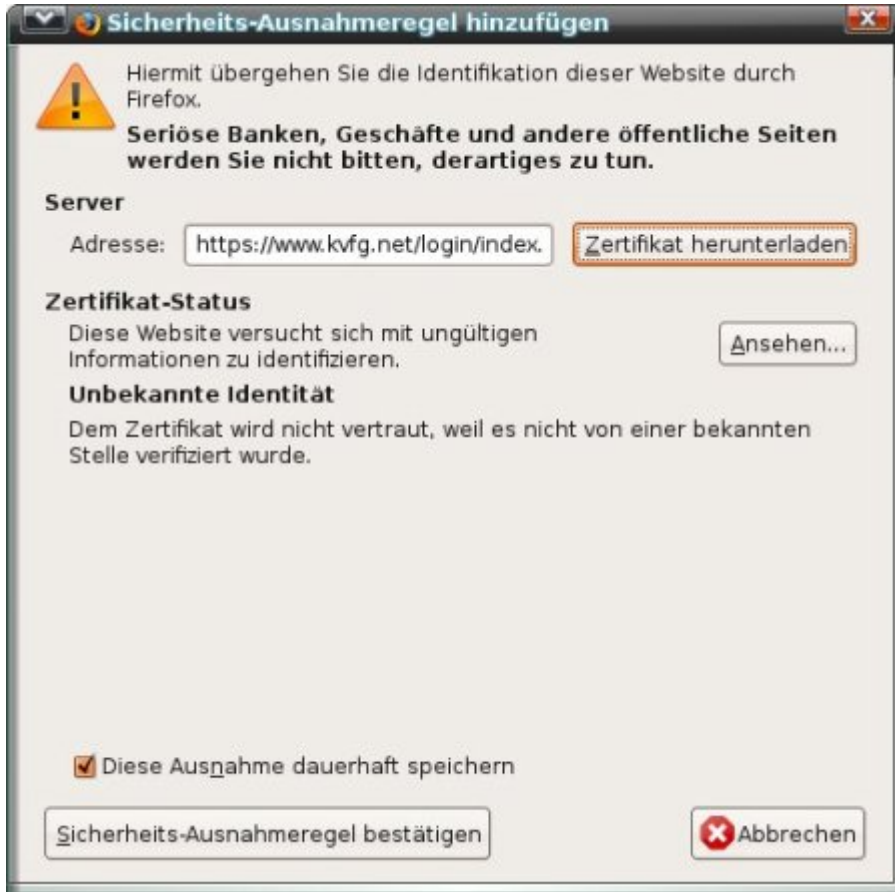 Sicherheits-Ausnahmeregel hinzufügen
Hiermit übergehen Sie die Identifikation dieser Website durch
Firefox.
Seriöse Banken, Geschäfte und andere öffentliche Seiten
werden Sie nicht bitten, derartiges zu tun.
Server
Adresse: https://www.kvfg.net/login/index. Zertifikat herunterladen
Zertifikat-Status
Diese Website versucht sich mit ungültigen
Informationen zu identifizieren.
Ansehen...
Unbekannte Identität
Dem Zertifikat wird nicht vertraut, weil es nicht von einer bekannten
Stelle verifiziert wurde.
Diese Ausnahme dauerhaft speichern
Sicherheits-Ausnahmeregel bestätigen Abbrechen